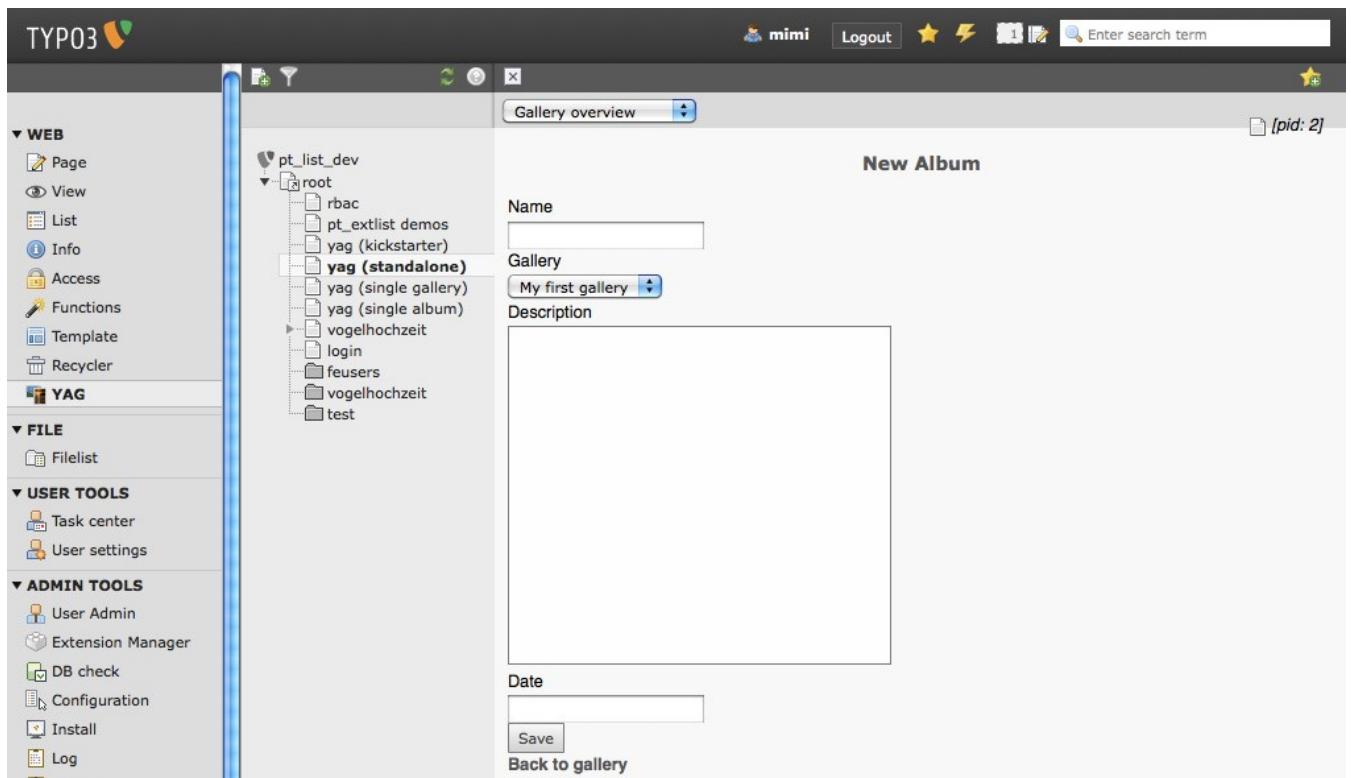 TYPO3
mimi
Logout
1
Enter search term
Gallery overview
[pid: 2]
WEB
Page
View
List
Info
Access
Functions
Template
Recycler
YAG
FILE
Filelist
USER TOOLS
Task center
User settings
ADMIN TOOLS
User Admin
Extension Manager
DB check
Configuration
Install
Log
pt_list_dev
root
rbac
pt_extlist demos
yag (kickstarter)
yag (standalone)
yag (single gallery)
yag (single album)
vogelhochzeit
login
feusers
vogelhochzeit
test
New Album
Name
Gallery
My first gallery
Description
Date
Save
Back to gallery